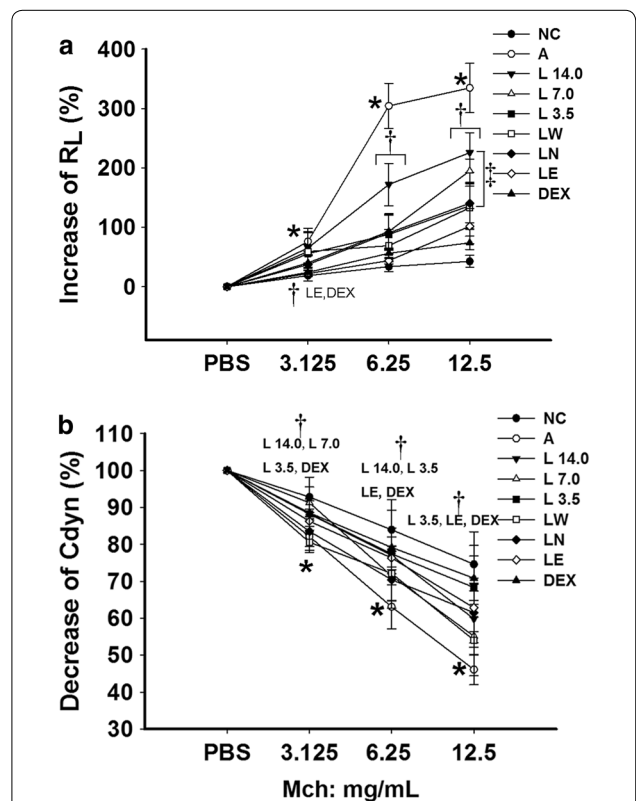 a
400
300
200
100
0
Increase of RL (%)
*
*
*
†
†
‡
† LE,DEX
PBS 3.125 6.25 12.5
NC
A
L 14.0
L 7.0
L 3.5
LW
LN
LE
DEX
b
110
100
90
80
70
60
50
40
30
Decrease of Cdyn (%)
†
L 14.0, L 7.0
L 3.5, DEX
†
L 14.0, L 3.5
LE, DEX
†
L 3.5, LE, DEX
*
*
*
NC
A
L 14.0
L 7.0
L 3.5
LW
LN
LE
DEX
PBS 3.125 6.25 12.5
Mch: mg/mL